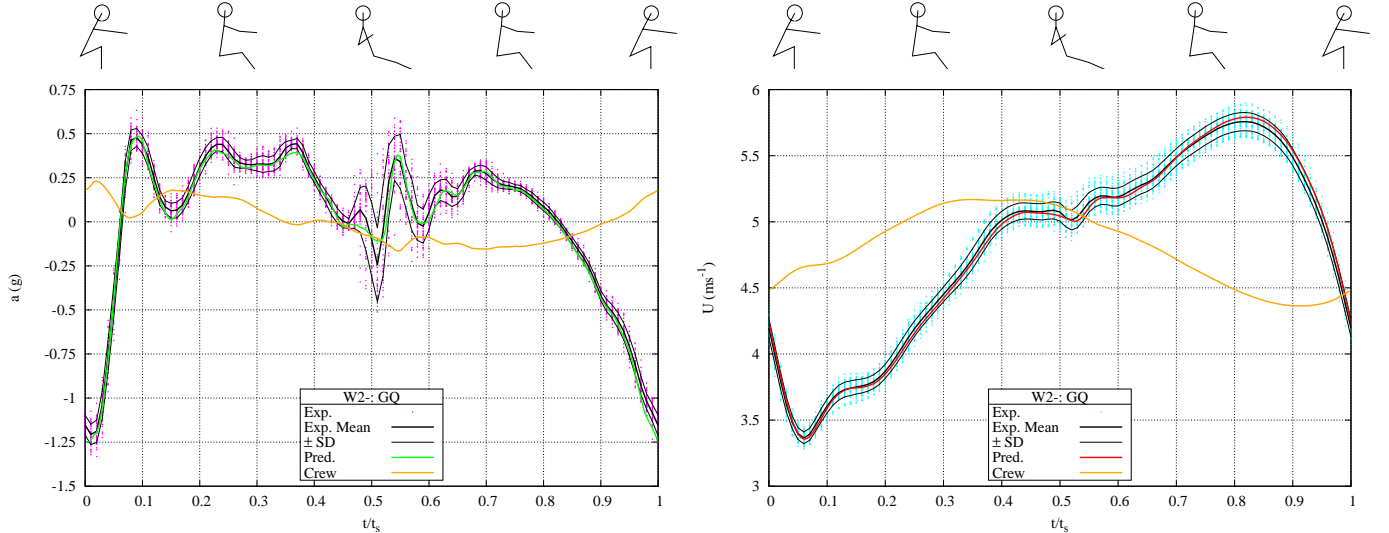 0.75
0.5
0.25
0
-0.25
-0.5
-0.75
-1
-1.25
-1.5
a (g)
0 0.1 0.2 0.3 0.4 0.5 0.6 0.7 0.8 0.9 1
t/ts
W2-: GQ
Exp.
Exp. Mean
± SD
Pred.
Crew
6
5.5
5
4.5
4
3.5
3
U (ms-1)
0 0.1 0.2 0.3 0.4 0.5 0.6 0.7 0.8 0.9 1
t/ts
W2-: GQ
Exp.
Exp. Mean
± SD
Pred.
Crew